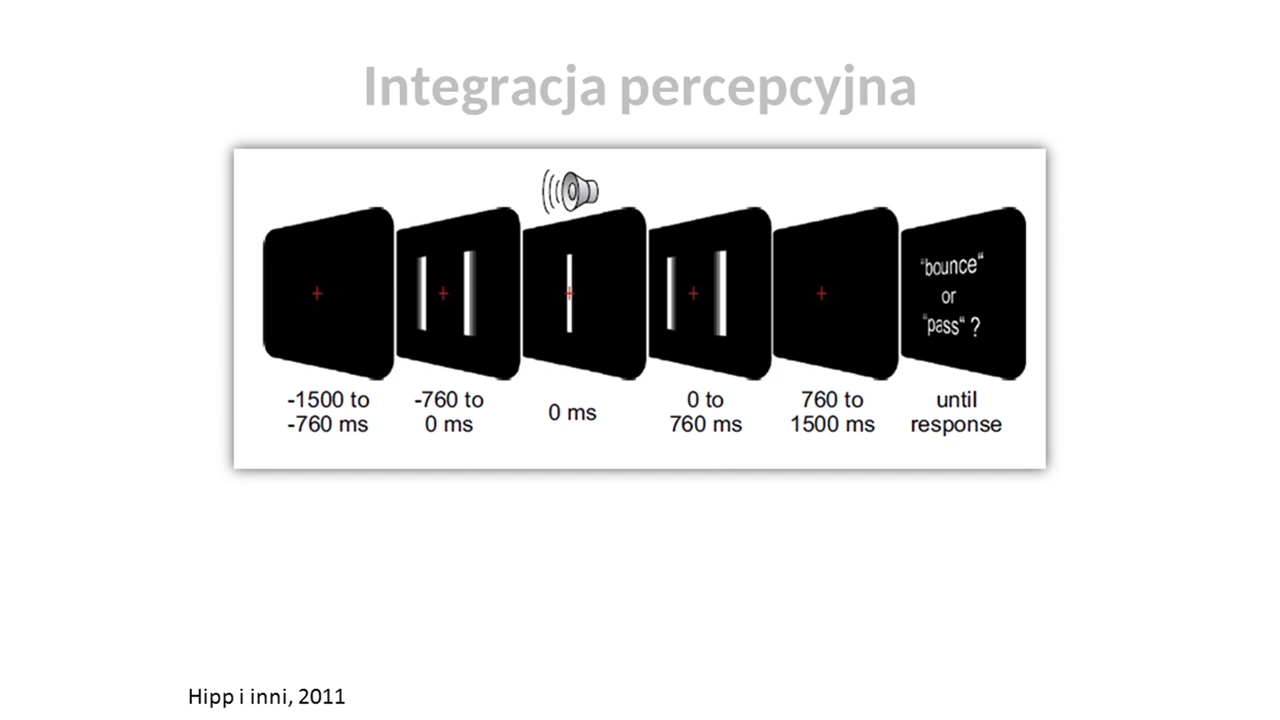 Integracja percepcyjna
“bounce“
or
“pass“ ?
-1500 to
-760 ms
-760 to
0 ms
0 ms
0 to
760 ms
760 to
1500 ms
until
response
Hipp i inni, 2011